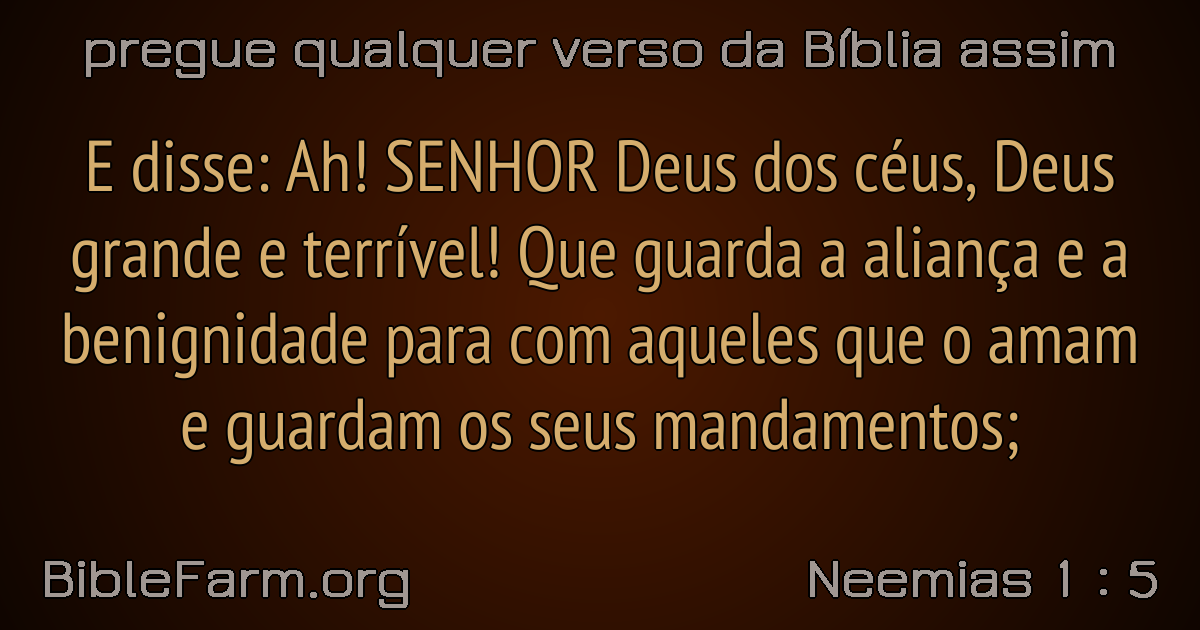 pregue qualquer verso da Bíblia assim
E disse: Ah! SENHOR Deus dos céus, Deus
grande e terrível! Que guarda a aliança e a
benignidade para com aqueles que o amam
e guardam os seus mandamentos;
BibleFarm.org
Neemias 1 : 5